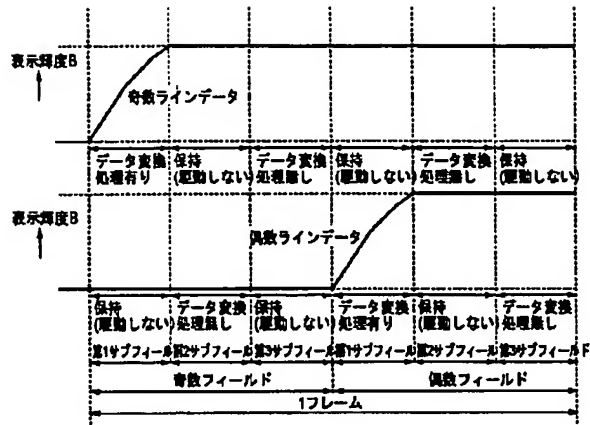 表示輝度B
奇数ラインデータ
データ変換 保持 データ変換 保持 データ変換 保持
処理有り (駆動しない) 処理無し (駆動しない) 処理無し (駆動しない)
表示輝度B
偶数ラインデータ
保持 データ変換 保持 データ変換 保持 データ変換
(駆動しない) 処理無し (駆動しない) 処理有り (駆動しない) 処理無し
第1サブフィールド 第2サブフィールド 第3サブフィールド 第1サブフィールド 第2サブフィールド 第3サブフィールド
奇数フィールド 偶数フィールド
1フレーム